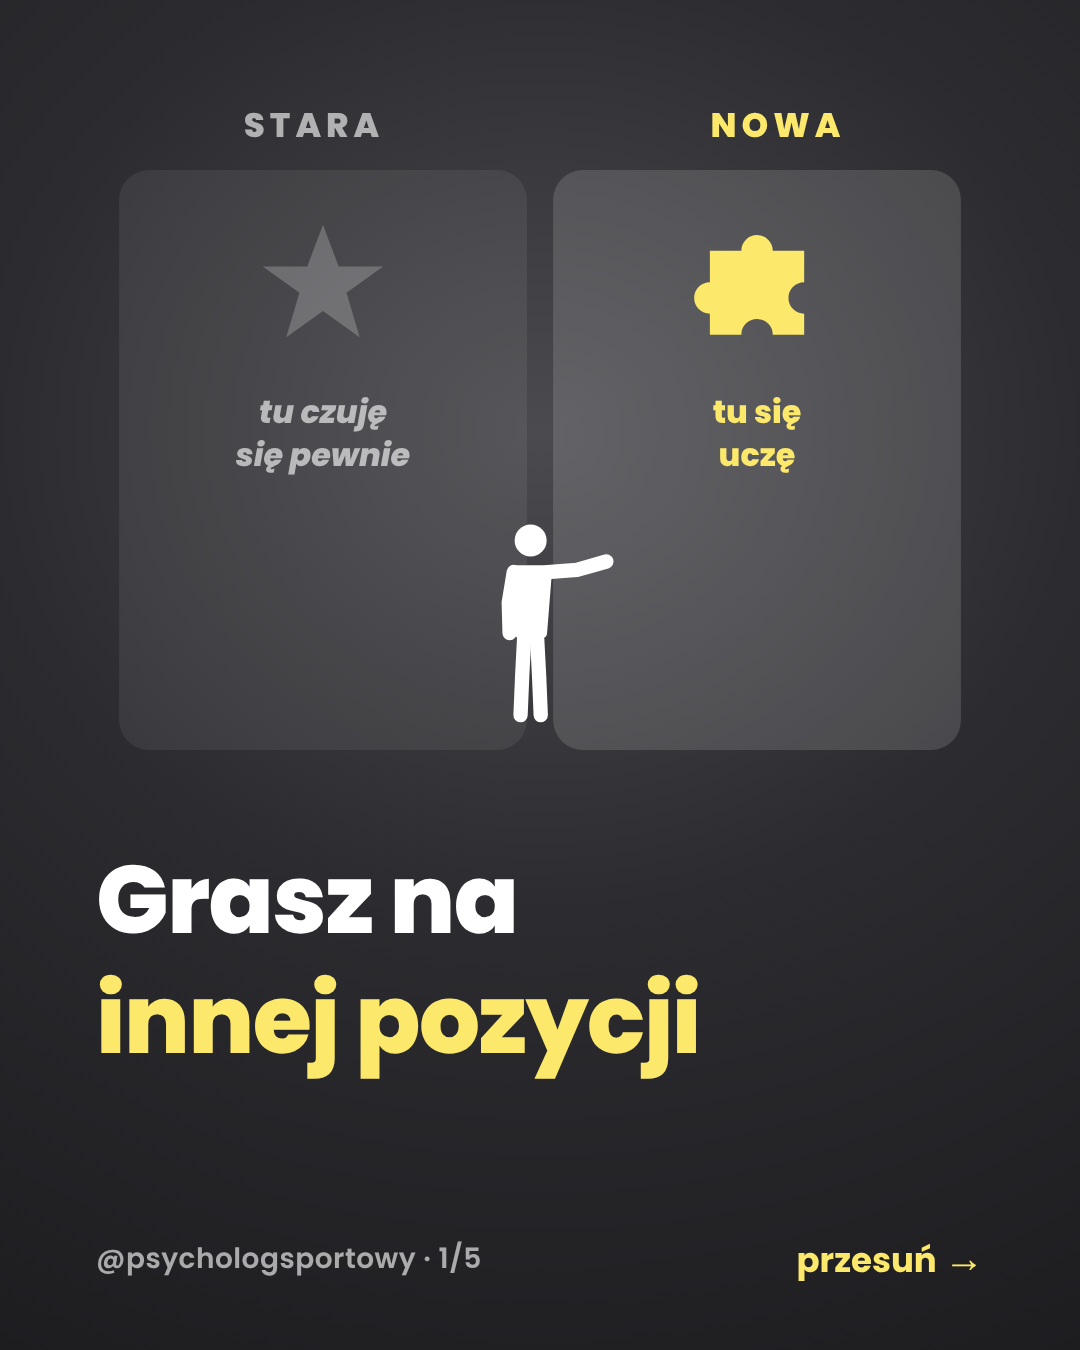 STARA
NOWA
tu czuję
się pewnie
tu się
uczę
Grasz na
innej pozycji
@psychologsportowy · 1/5
przesuń →